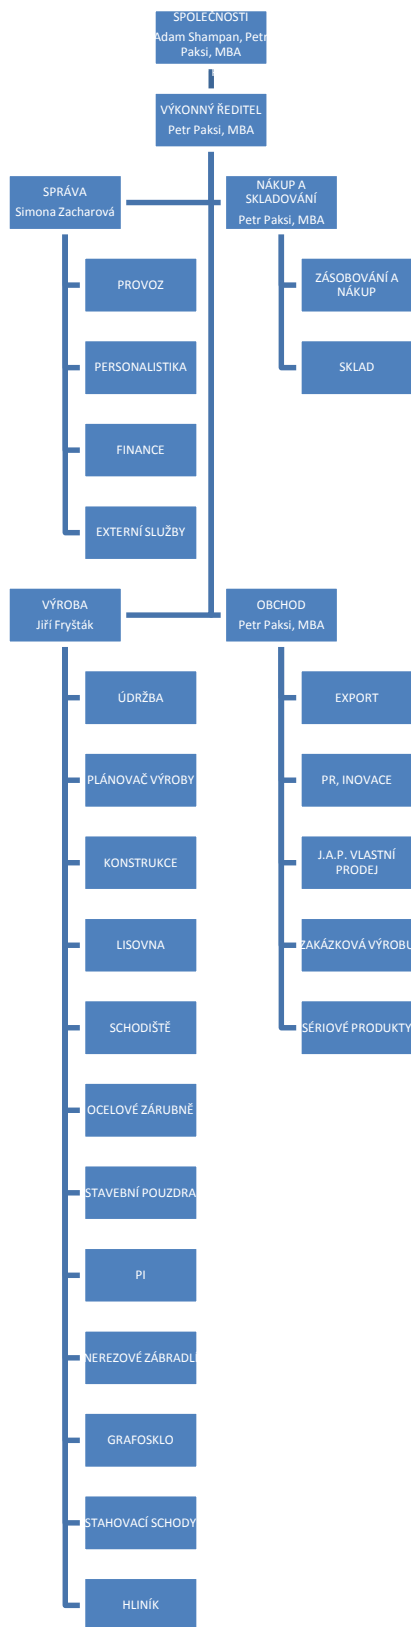 SPOLEČNOSTI
Adam Shampan, Petr
Paksi, MBA
VÝKONNÝ ŘEDITEL
Petr Paksi, MBA
SPRÁVA
Simona Zacharová
NÁKUP A
SKLADOVÁNÍ
Petr Paksi, MBA
PROVOZ
PERSONALISTIKA
FINANCE
EXTERNÍ SLUŽBY
ZÁSOBOVÁNÍ A
NÁKUP
SKLAD
VÝROBA
Jiří Fryšták
OBCHOD
Petr Paksi, MBA
ÚDRŽBA
PLÁNOVAČ VÝROBY
KONSTRUKCE
LISOVNA
SCHODIŠTĚ
OCELOVÉ ZÁRUBNĚ
STAVEBNÍ POUZDRA
PI
NEREZOVÉ ZÁBRADLÍ
GRAFOSKLO
STAHOVACÍ SCHODY
HLINÍK
EXPORT
PR, INOVACE
J.A.P. VLASTNÍ
PRODEJ
ZAKÁZKOVÁ VÝROBU
SÉRIOVÉ PRODUKTY